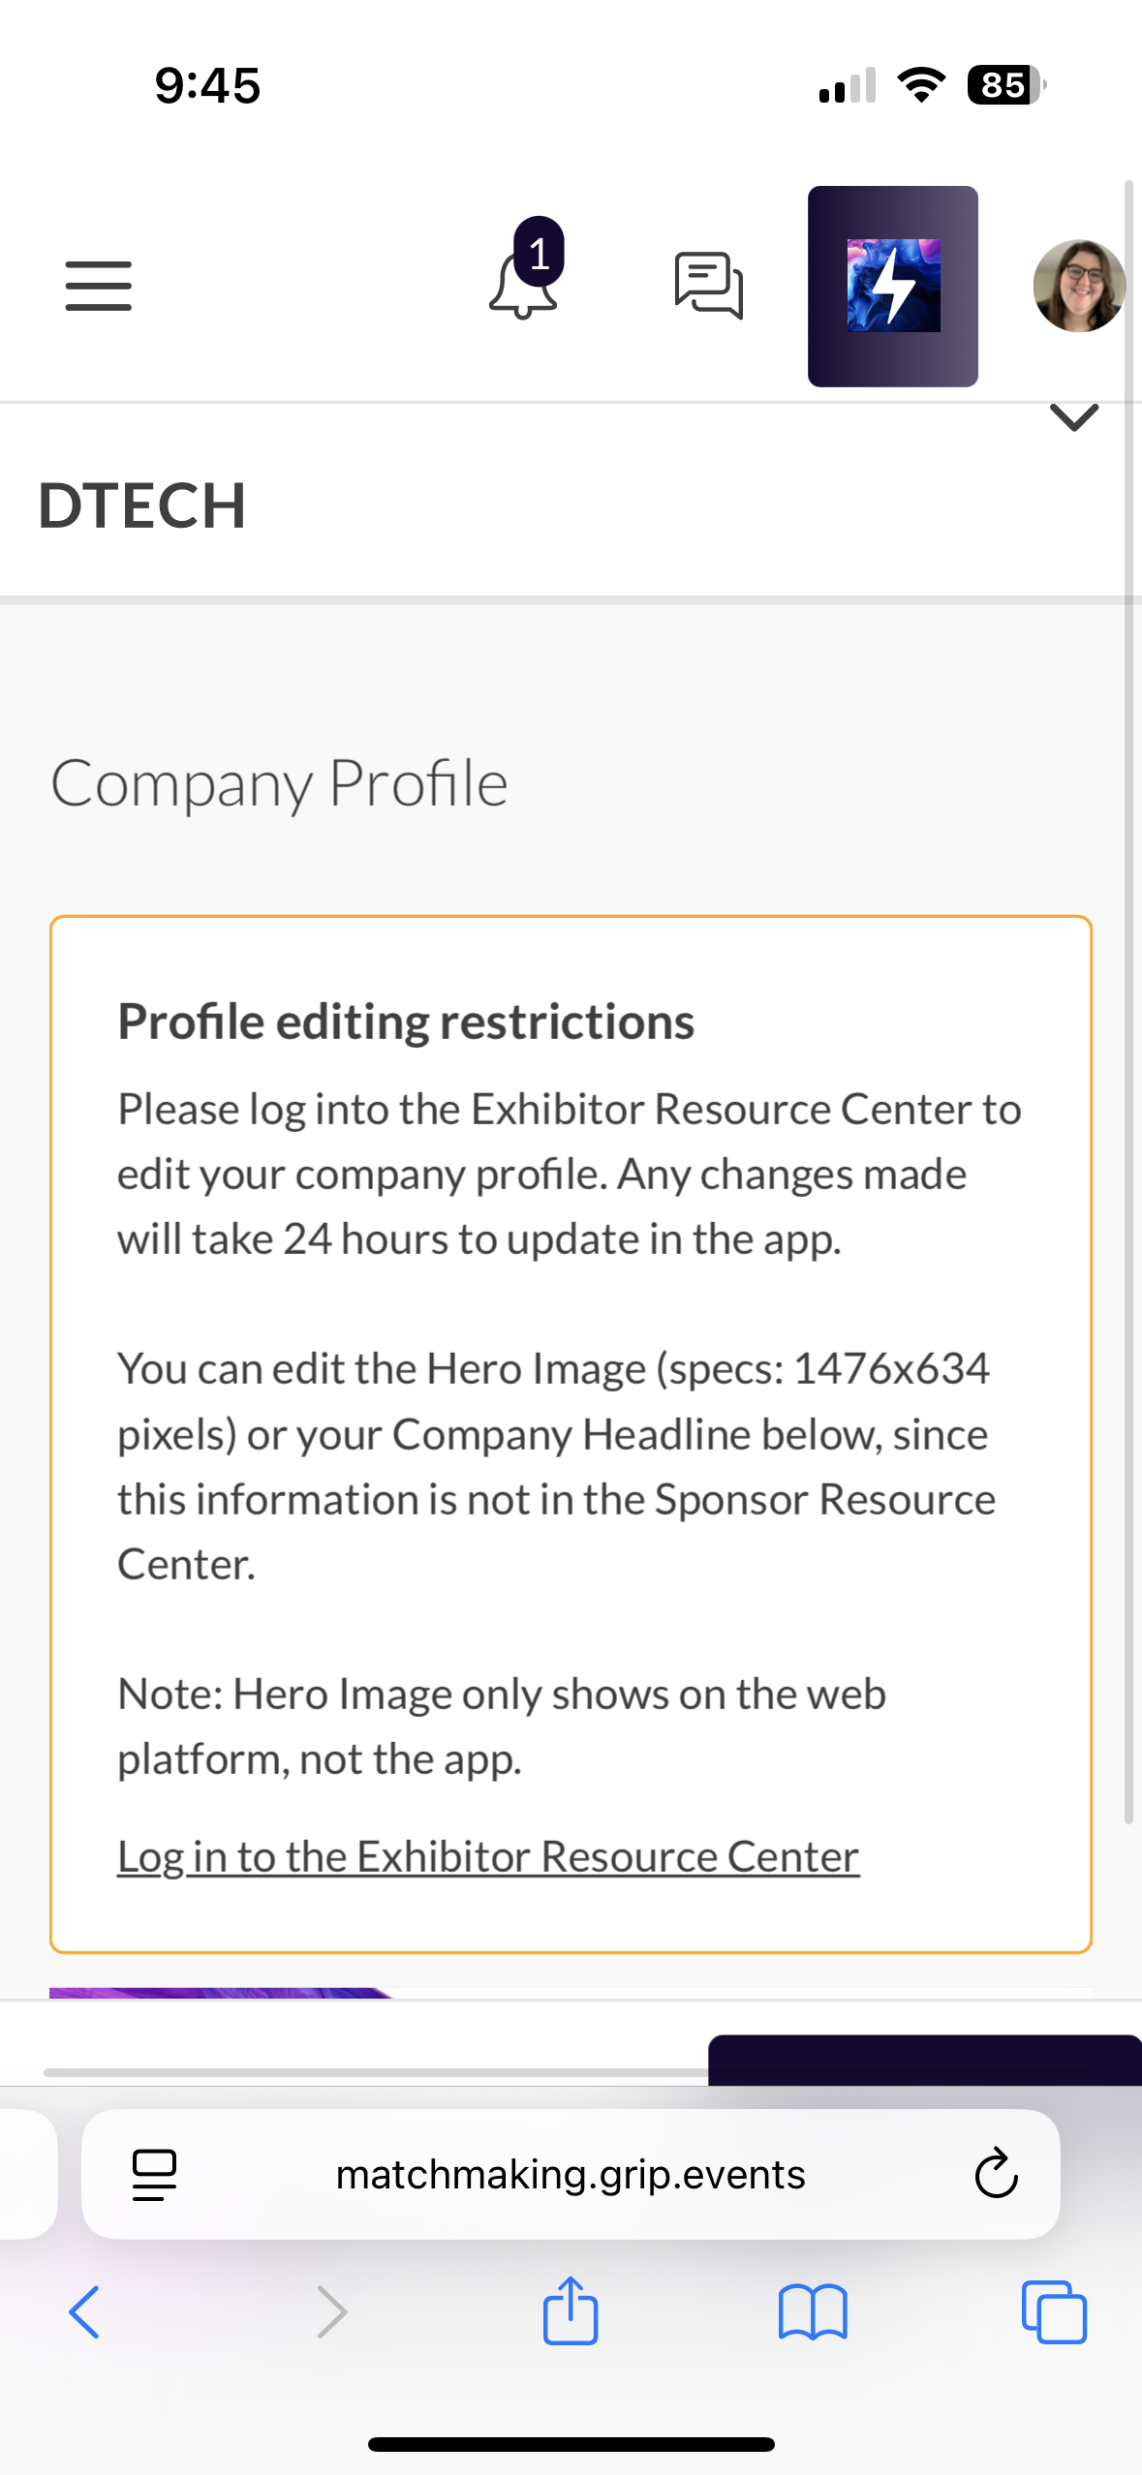 9:45
85
1
DTECH
Company Profile
Profile editing restrictions
Please log into the Exhibitor Resource Center to
edit your company profile. Any changes made
will take 24 hours to update in the app.
You can edit the Hero Image (specs: 1476x634
pixels) or your Company Headline below, since
this information is not in the Sponsor Resource
Center.
Note: Hero Image only shows on the web
platform, not the app.
Log in to the Exhibitor Resource Center
matchmaking.grip.events